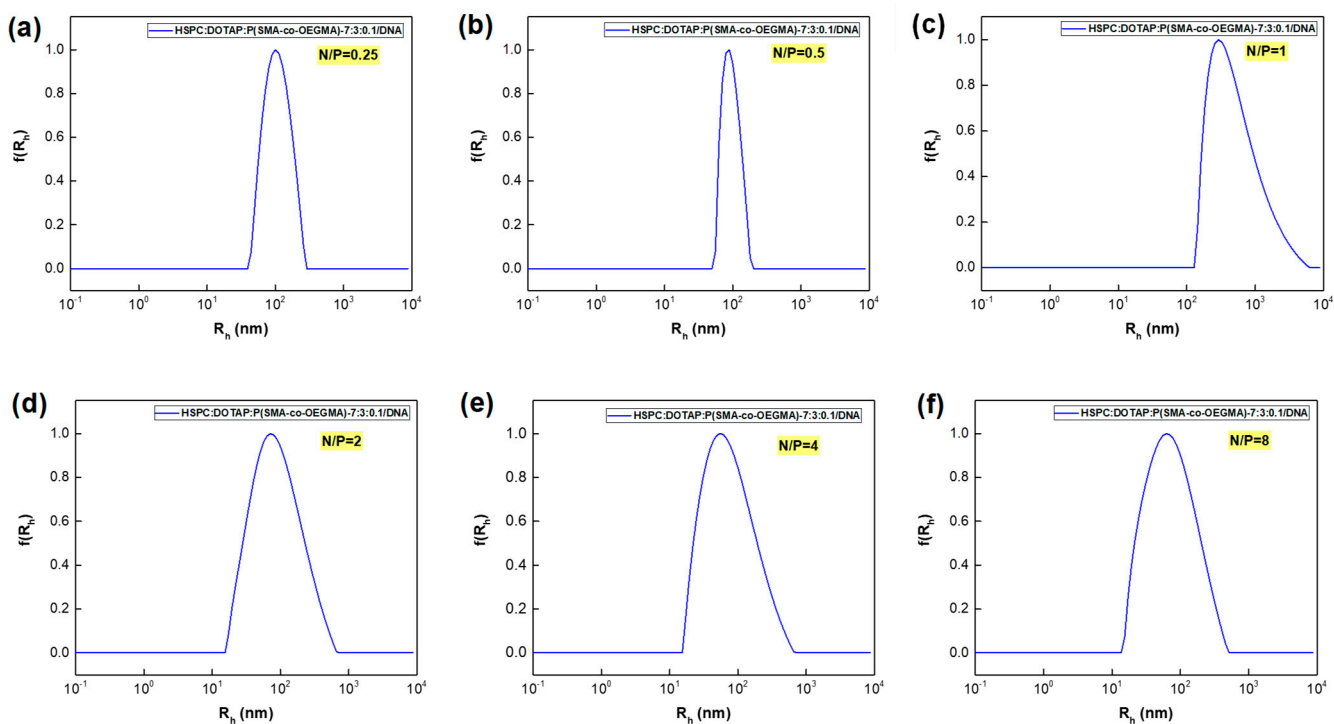 (a)
HSPC:DOTAP:P(SMA-co-OEGMA)-7:3:0.1/DNA
N/P=0.25
f(Rh)
1.0
0.8
0.6
0.4
0.2
0.0
10-1 100 101 102 103 104
Rh (nm)
(b)
HSPC:DOTAP:P(SMA-co-OEGMA)-7:3:0.1/DNA
N/P=0.5
f(Rh)
1.0
0.8
0.6
0.4
0.2
0.0
10-1 100 101 102 103 104
Rh (nm)
(c)
HSPC:DOTAP:P(SMA-co-OEGMA)-7:3:0.1/DNA
N/P=1
f(Rh)
1.0
0.8
0.6
0.4
0.2
0.0
10-1 100 101 102 103 104
Rh (nm)
(d)
HSPC:DOTAP:P(SMA-co-OEGMA)-7:3:0.1/DNA
N/P=2
f(Rh)
1.0
0.8
0.6
0.4
0.2
0.0
10-1 100 101 102 103 104
Rh (nm)
(e)
HSPC:DOTAP:P(SMA-co-OEGMA)-7:3:0.1/DNA
N/P=4
f(Rh)
1.0
0.8
0.6
0.4
0.2
0.0
10-1 100 101 102 103 104
Rh (nm)
(f)
HSPC:DOTAP:P(SMA-co-OEGMA)-7:3:0.1/DNA
N/P=8
f(Rh)
1.0
0.8
0.6
0.4
0.2
0.0
10-1 100 101 102 103 104
Rh (nm)